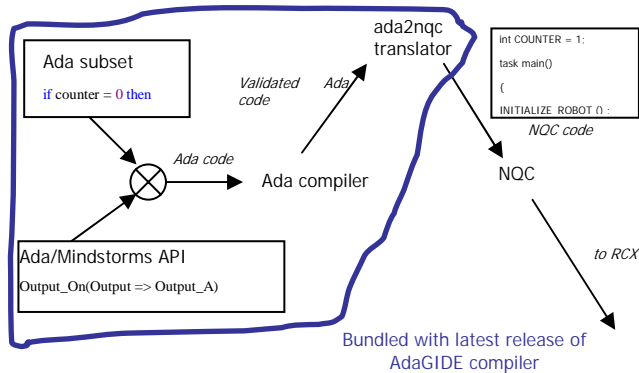 Ada subset
if counter = 0 then
Ada/Mindstorms API
Output_On(Output => Output_A)
Ada code
Ada compiler
Validated
code
Ada
ada2nqc
translator
int COUNTER = 1;
task main()
{
INITIALIZE_ROBOT () ;
NQC code
NQC
to RCX
Bundled with latest release of
AdaGIDE compiler